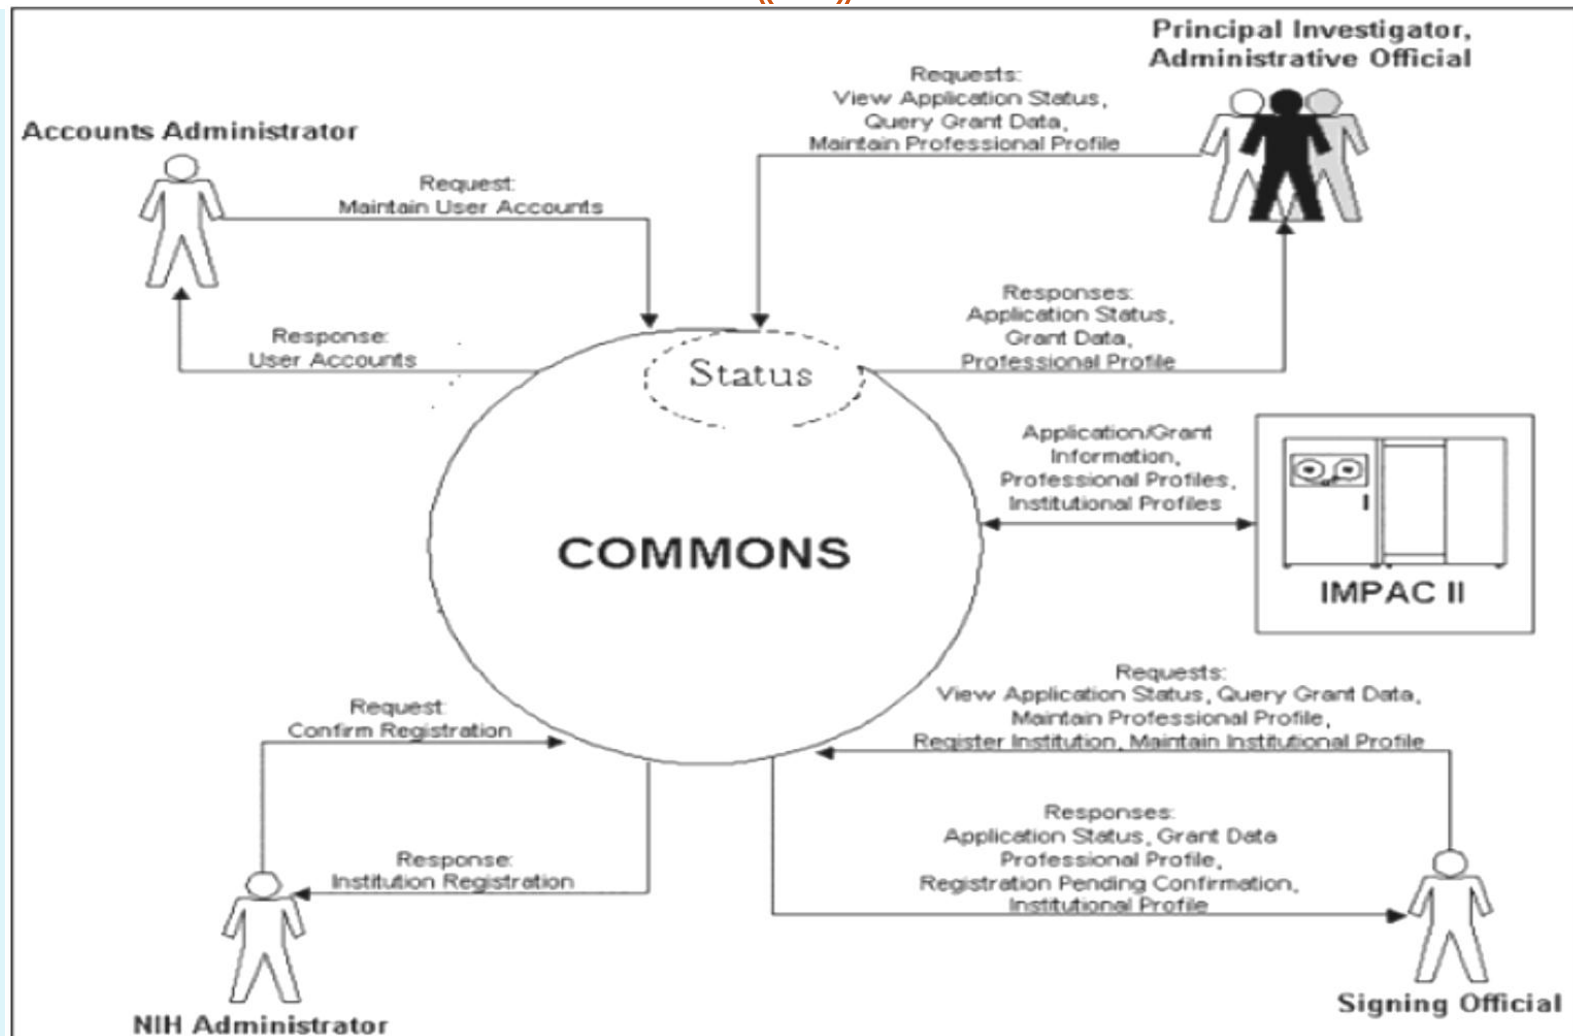 Principal Investigator,
Administrative Official
Requests:
View Application Status,
Query Grant Data,
Maintain Professional Profile
Accounts Administrator
Request:
Maintain User Accounts
Response:
User Accounts
Responses:
Application Status,
Grant Data,
Professional Profile
Status
Application/Grant
Information,
Professional Profiles,
Institutional Profiles
COMMONS
IMPAC II
Request:
Confirm Registration
Requests:
View Application Status, Query Grant Data,
Maintain Professional Profile,
Register Institution, Maintain Institutional Profile
Response:
Institution Registration
Responses:
Application Status, Grant Data
Professional Profile,
Registration Pending Confirmation,
Institutional Profile
NIH Administrator
Signing Official